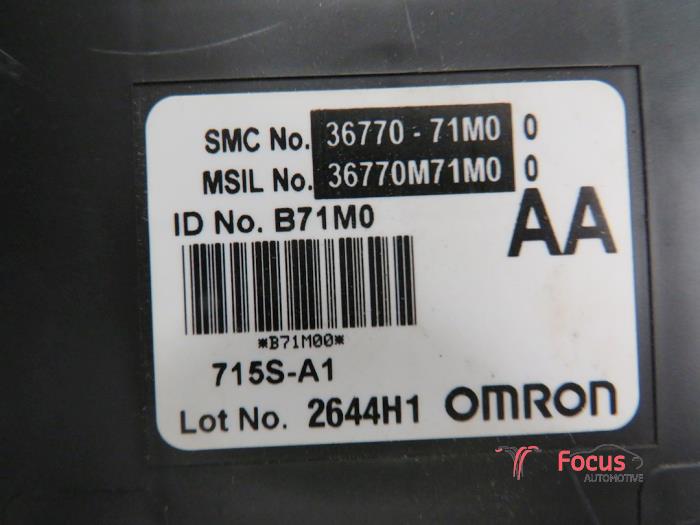 SMC No. 36770 - 71M0 0
MSIL No. 36770M71M0 0
ID No. B71M0
AA
*B71M00*
715S-A1
Lot No. 2644H1 OMRON
Focus
AUTOMOTIVE